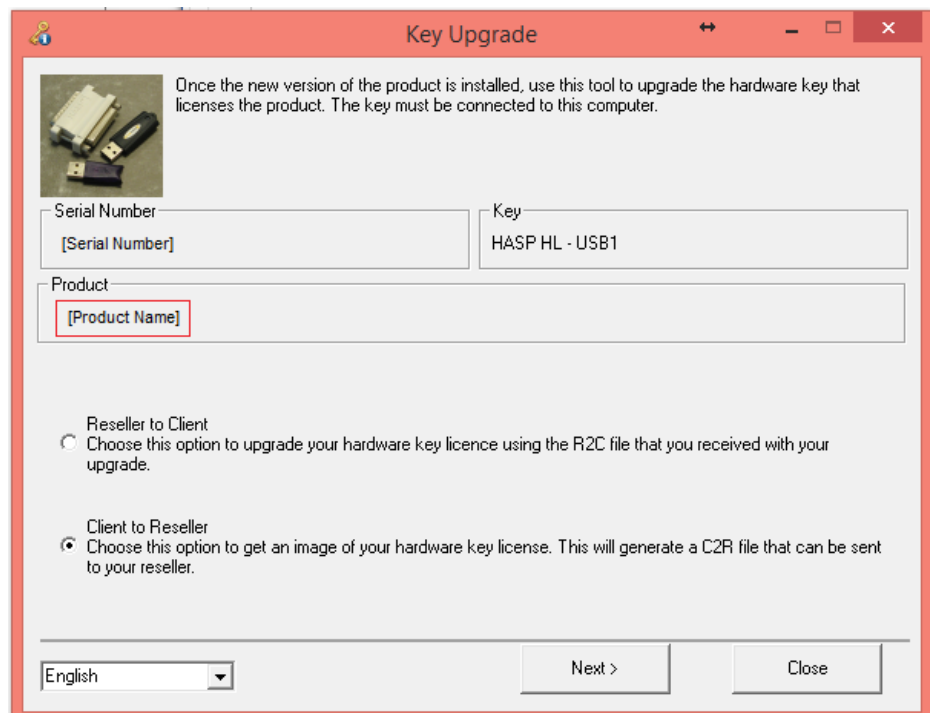 Key Upgrade
Once the new version of the product is installed, use this tool to upgrade the hardware key that
licenses the product. The key must be connected to this computer.
Serial Number
[Serial Number]
Key
HASP HL - USB1
Product
[Product Name]
Reseller to Client
Choose this option to upgrade your hardware key licence using the R2C file that you received with your
upgrade.
Client to Reseller
Choose this option to get an image of your hardware key license. This will generate a C2R file that can be sent
to your reseller.
English
Next >
Close